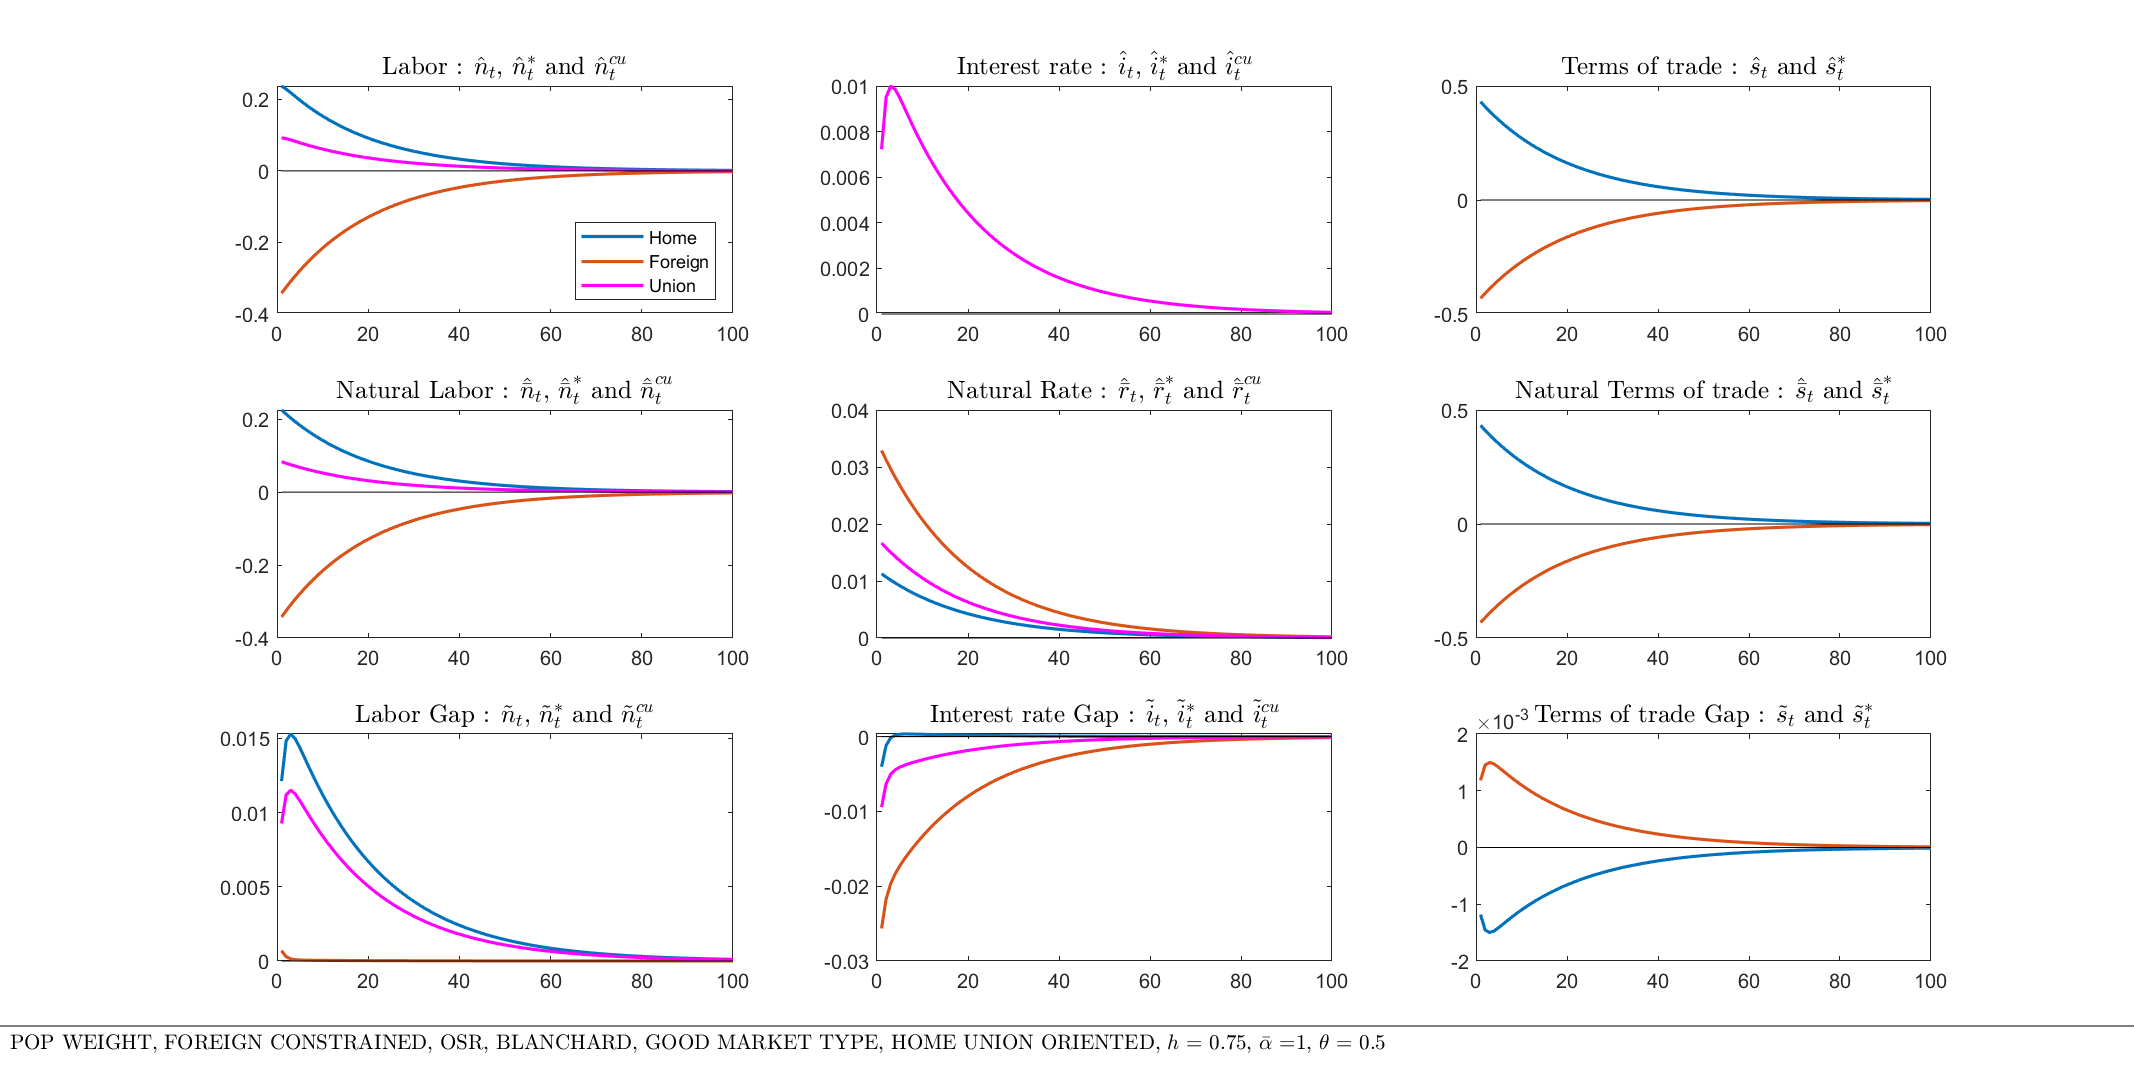 Labor : n̂ₜ, n̂ₜ* and n̂ₜᶜᵘ
0.2
0
-0.2
-0.4
0 20 40 60 80 100
Home
Foreign
Union
Interest rate : îₜ, îₜ* and îₜᶜᵘ
0.01
0.008
0.006
0.004
0.002
0
0 20 40 60 80 100
Terms of trade : ŝₜ and ŝₜ*
0.5
0
-0.5
0 20 40 60 80 100
Natural Labor : n̄̂ₜ, n̄̂ₜ* and n̄̂ₜᶜᵘ
0.2
0
-0.2
-0.4
0 20 40 60 80 100
Natural Rate : r̄̂ₜ, r̄̂ₜ* and r̄̂ₜᶜᵘ
0.04
0.03
0.02
0.01
0
0 20 40 60 80 100
Natural Terms of trade : s̄̂ₜ and s̄̂ₜ*
0.5
0
-0.5
0 20 40 60 80 100
Labor Gap : ñₜ, ñₜ* and ñₜᶜᵘ
0.015
0.01
0.005
0
0 20 40 60 80 100
Interest rate Gap : ĩₜ, ĩₜ* and ĩₜᶜᵘ
0
-0.01
-0.02
-0.03
0 20 40 60 80 100
×10⁻³ Terms of trade Gap : s̃ₜ and s̃ₜ*
2
1
0
-1
-2
0 20 40 60 80 100
POP WEIGHT, FOREIGN CONSTRAINED, OSR, BLANCHARD, GOOD MARKET TYPE, HOME UNION ORIENTED, h = 0.75, ᾱ =1, θ = 0.5